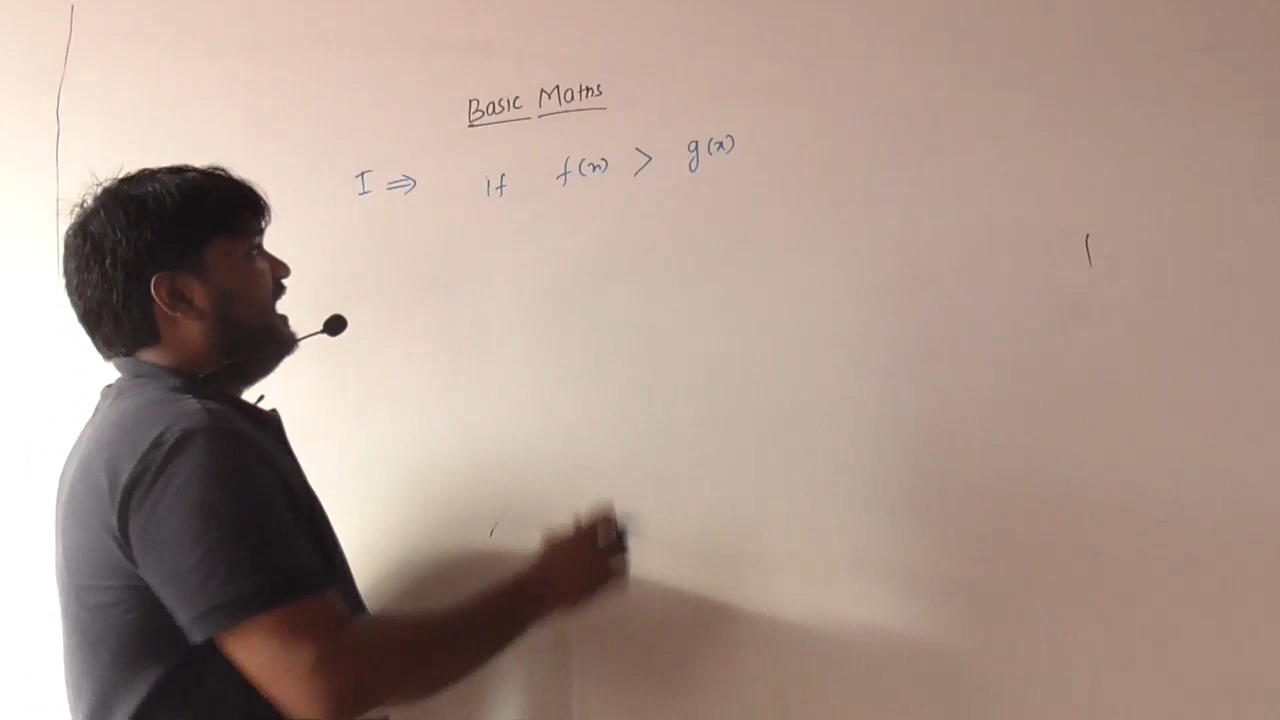 Basic Maths
I ⇒ if f(x) > g(x)